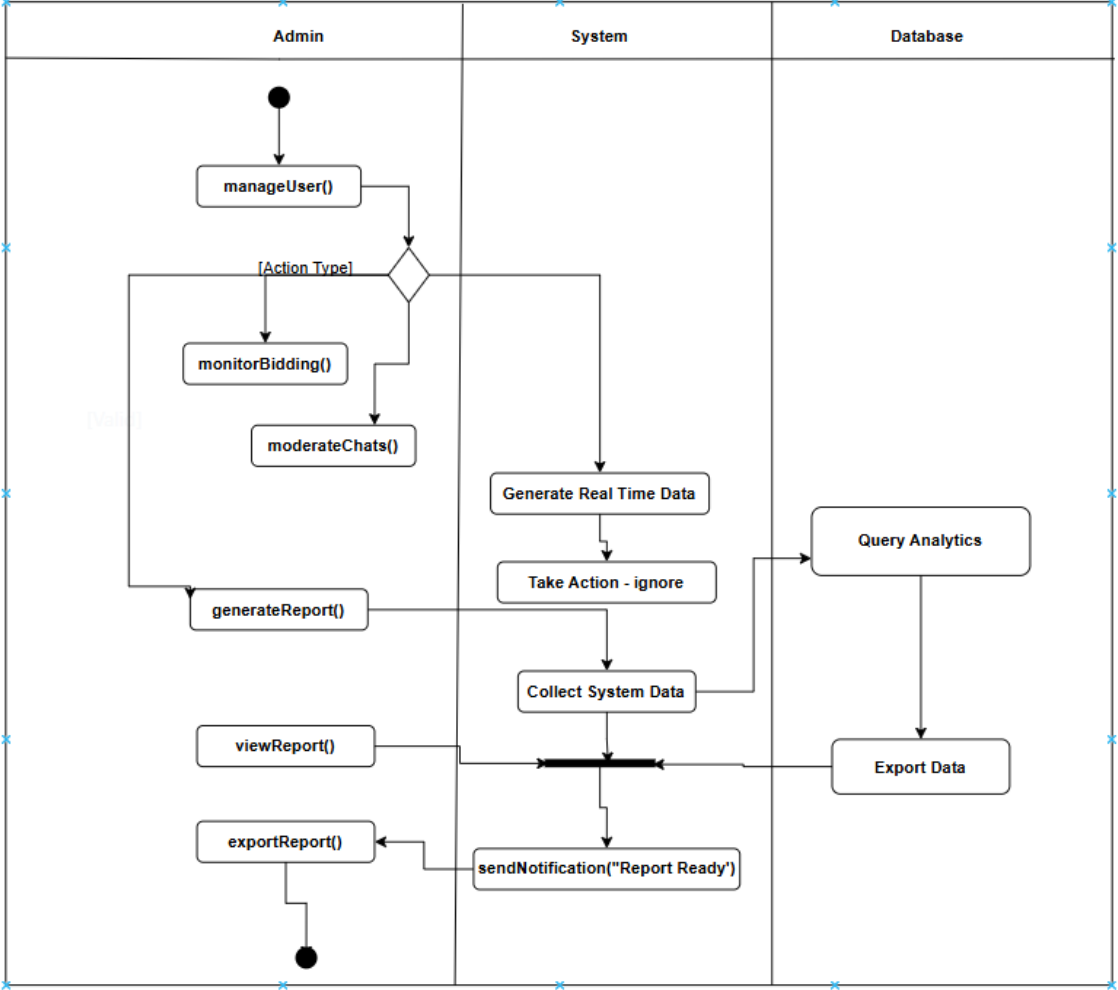 Admin
System
Database
manageUser()
[Action Type]
monitorBidding()
[Valid]
moderateChats()
Generate Real Time Data
Query Analytics
Take Action - ignore
generateReport()
Collect System Data
viewReport()
Export Data
exportReport()
sendNotification("Report Ready')